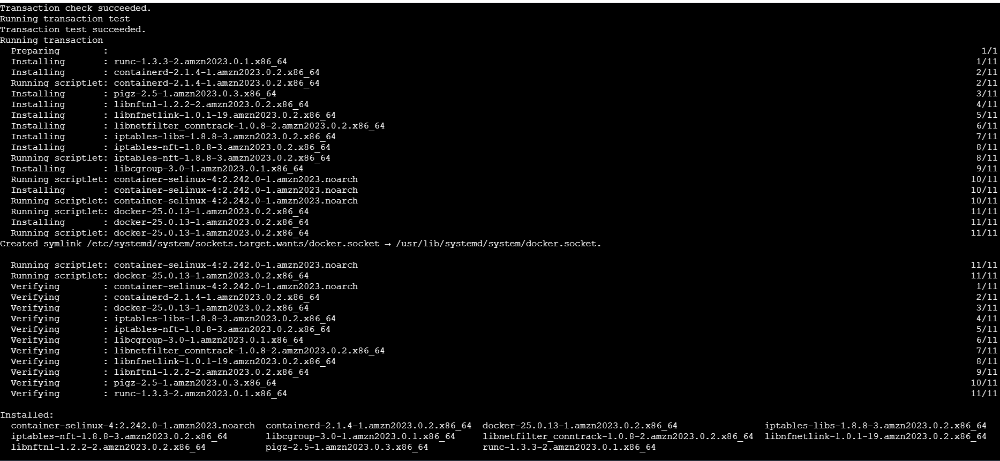 Transaction check succeeded.
Running transaction test
Transaction test succeeded.
Running transaction
  Preparing        :                                                        1/1
  Installing       : runc-1.3.3-2.amzn2023.0.1.x86_64                       1/11
  Installing       : containerd-2.1.4-1.amzn2023.0.2.x86_64                 2/11
  Running scriptlet: containerd-2.1.4-1.amzn2023.0.2.x86_64                 2/11
  Installing       : pigz-2.5-1.amzn2023.0.3.x86_64                         3/11
  Installing       : libnftnl-1.2.2-2.amzn2023.0.2.x86_64                   4/11
  Installing       : libnfnetlink-1.0.1-19.amzn2023.0.2.x86_64              5/11
  Installing       : libnetfilter_conntrack-1.0.8-2.amzn2023.0.2.x86_64     6/11
  Installing       : iptables-libs-1.8.8-3.amzn2023.0.2.x86_64              7/11
  Installing       : iptables-nft-1.8.8-3.amzn2023.0.2.x86_64               8/11
  Running scriptlet: iptables-nft-1.8.8-3.amzn2023.0.2.x86_64               8/11
  Installing       : libcgroup-3.0-1.amzn2023.0.1.x86_64                    9/11
  Running scriptlet: container-selinux-4:2.242.0-1.amzn2023.noarch          10/11
  Installing       : container-selinux-4:2.242.0-1.amzn2023.noarch          10/11
  Running scriptlet: container-selinux-4:2.242.0-1.amzn2023.noarch          10/11
  Running scriptlet: docker-25.0.13-1.amzn2023.0.2.x86_64                   11/11
  Installing       : docker-25.0.13-1.amzn2023.0.2.x86_64                   11/11
  Running scriptlet: docker-25.0.13-1.amzn2023.0.2.x86_64                   11/11
Created symlink /etc/systemd/system/sockets.target.wants/docker.socket → /usr/lib/systemd/system/docker.socket.

  Running scriptlet: container-selinux-4:2.242.0-1.amzn2023.noarch          11/11
  Running scriptlet: docker-25.0.13-1.amzn2023.0.2.x86_64                   11/11
  Verifying        : container-selinux-4:2.242.0-1.amzn2023.noarch          1/11
  Verifying        : containerd-2.1.4-1.amzn2023.0.2.x86_64                 2/11
  Verifying        : docker-25.0.13-1.amzn2023.0.2.x86_64                   3/11
  Verifying        : iptables-libs-1.8.8-3.amzn2023.0.2.x86_64              4/11
  Verifying        : iptables-nft-1.8.8-3.amzn2023.0.2.x86_64               5/11
  Verifying        : libcgroup-3.0-1.amzn2023.0.1.x86_64                    6/11
  Verifying        : libnetfilter_conntrack-1.0.8-2.amzn2023.0.2.x86_64     7/11
  Verifying        : libnfnetlink-1.0.1-19.amzn2023.0.2.x86_64              8/11
  Verifying        : libnftnl-1.2.2-2.amzn2023.0.2.x86_64                   9/11
  Verifying        : pigz-2.5-1.amzn2023.0.3.x86_64                         10/11
  Verifying        : runc-1.3.3-2.amzn2023.0.1.x86_64                       11/11

Installed:
  container-selinux-4:2.242.0-1.amzn2023.noarch  containerd-2.1.4-1.amzn2023.0.2.x86_64  docker-25.0.13-1.amzn2023.0.2.x86_64                iptables-libs-1.8.8-3.amzn2023.0.2.x86_64
  iptables-nft-1.8.8-3.amzn2023.0.2.x86_64       libcgroup-3.0-1.amzn2023.0.1.x86_64     libnetfilter_conntrack-1.0.8-2.amzn2023.0.2.x86_64  libnfnetlink-1.0.1-19.amzn2023.0.2.x86_64
  libnftnl-1.2.2-2.amzn2023.0.2.x86_64           pigz-2.5-1.amzn2023.0.3.x86_64          runc-1.3.3-2.amzn2023.0.1.x86_64